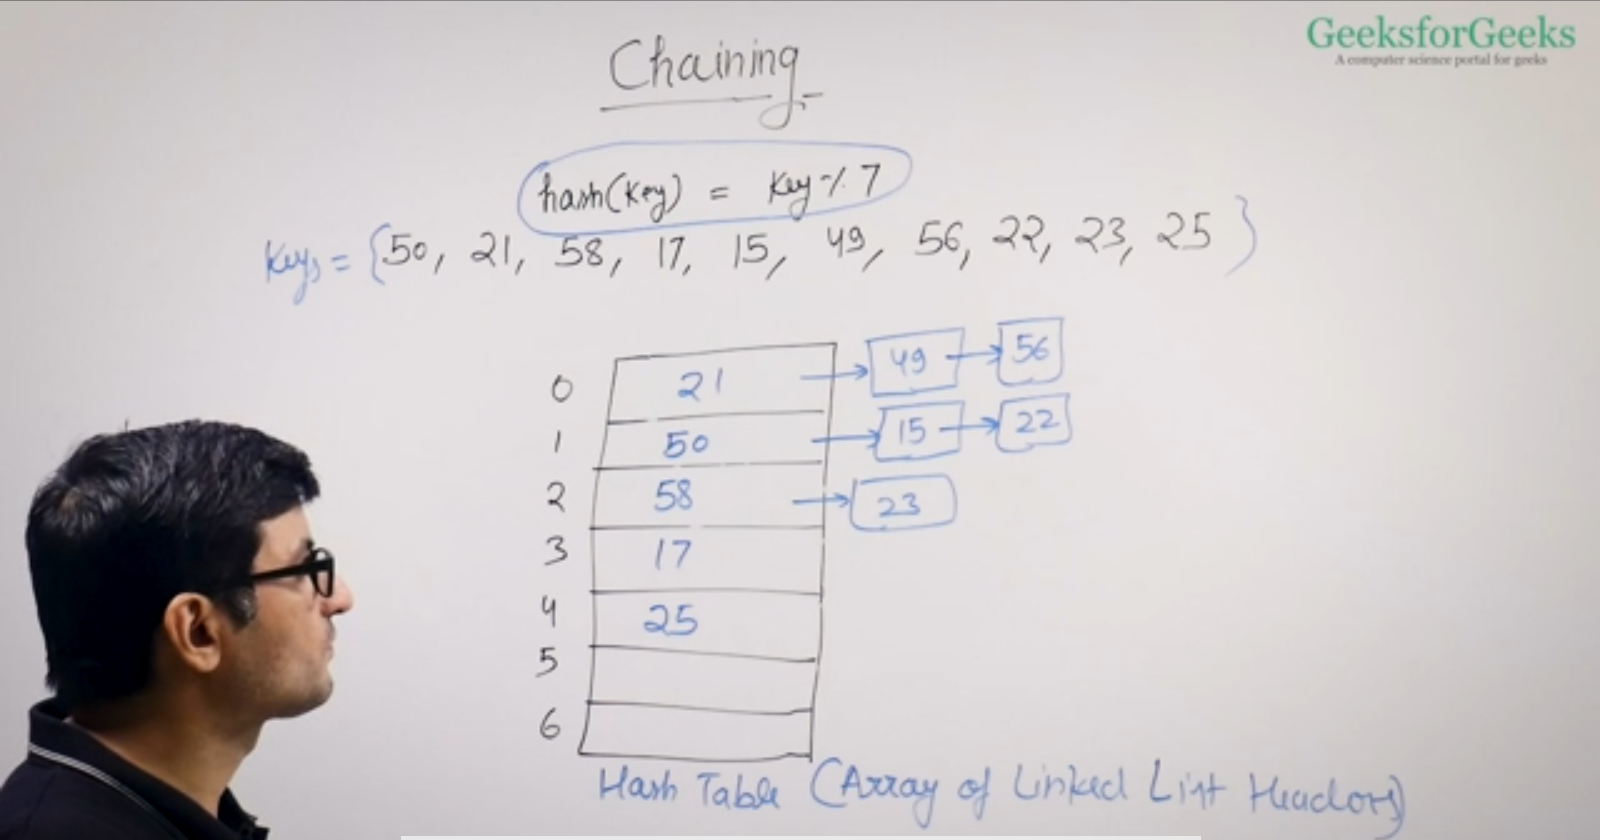 GeeksforGeeks
A computer science portal for geeks
Chaining
hash(key) = key % 7
Keys = {50, 21, 58, 17, 15, 49, 56, 22, 23, 25}
0 21 → 49 → 56
1 50 → 15 → 22
2 58 → 23
3 17
4 25
5
6
Hash Table (Array of Linked List Headers)